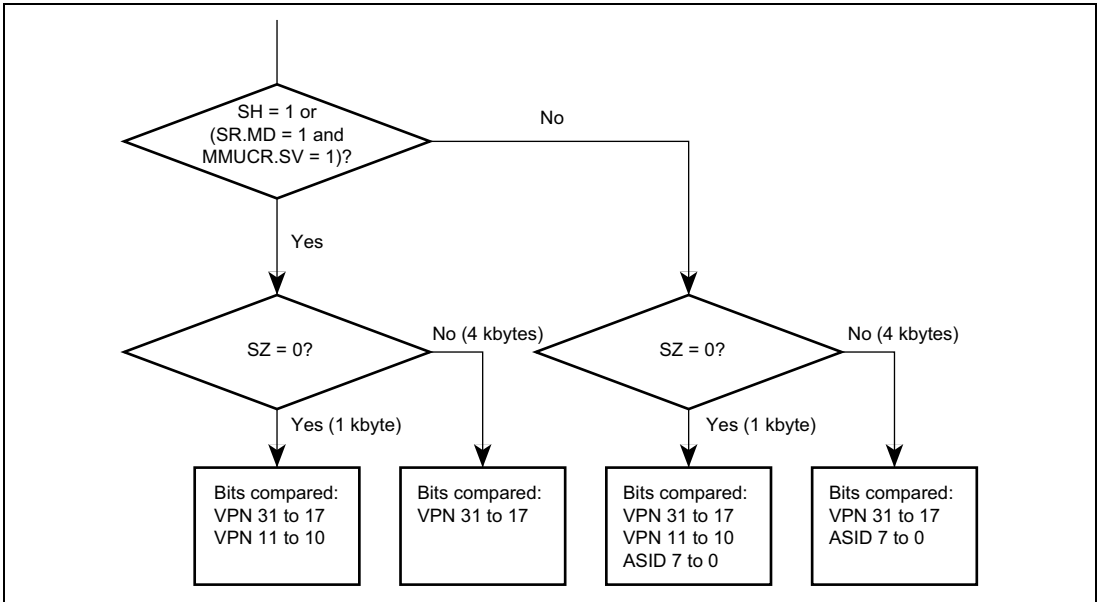 SH = 1 or
(SR.MD = 1 and
MMUCR.SV = 1)?
No
Yes
SZ = 0?
No (4 kbytes)
SZ = 0?
No (4 kbytes)
Yes (1 kbyte)
Yes (1 kbyte)
Bits compared:
VPN 31 to 17
VPN 11 to 10
Bits compared:
VPN 31 to 17
Bits compared:
VPN 31 to 17
VPN 11 to 10
ASID 7 to 0
Bits compared:
VPN 31 to 17
ASID 7 to 0